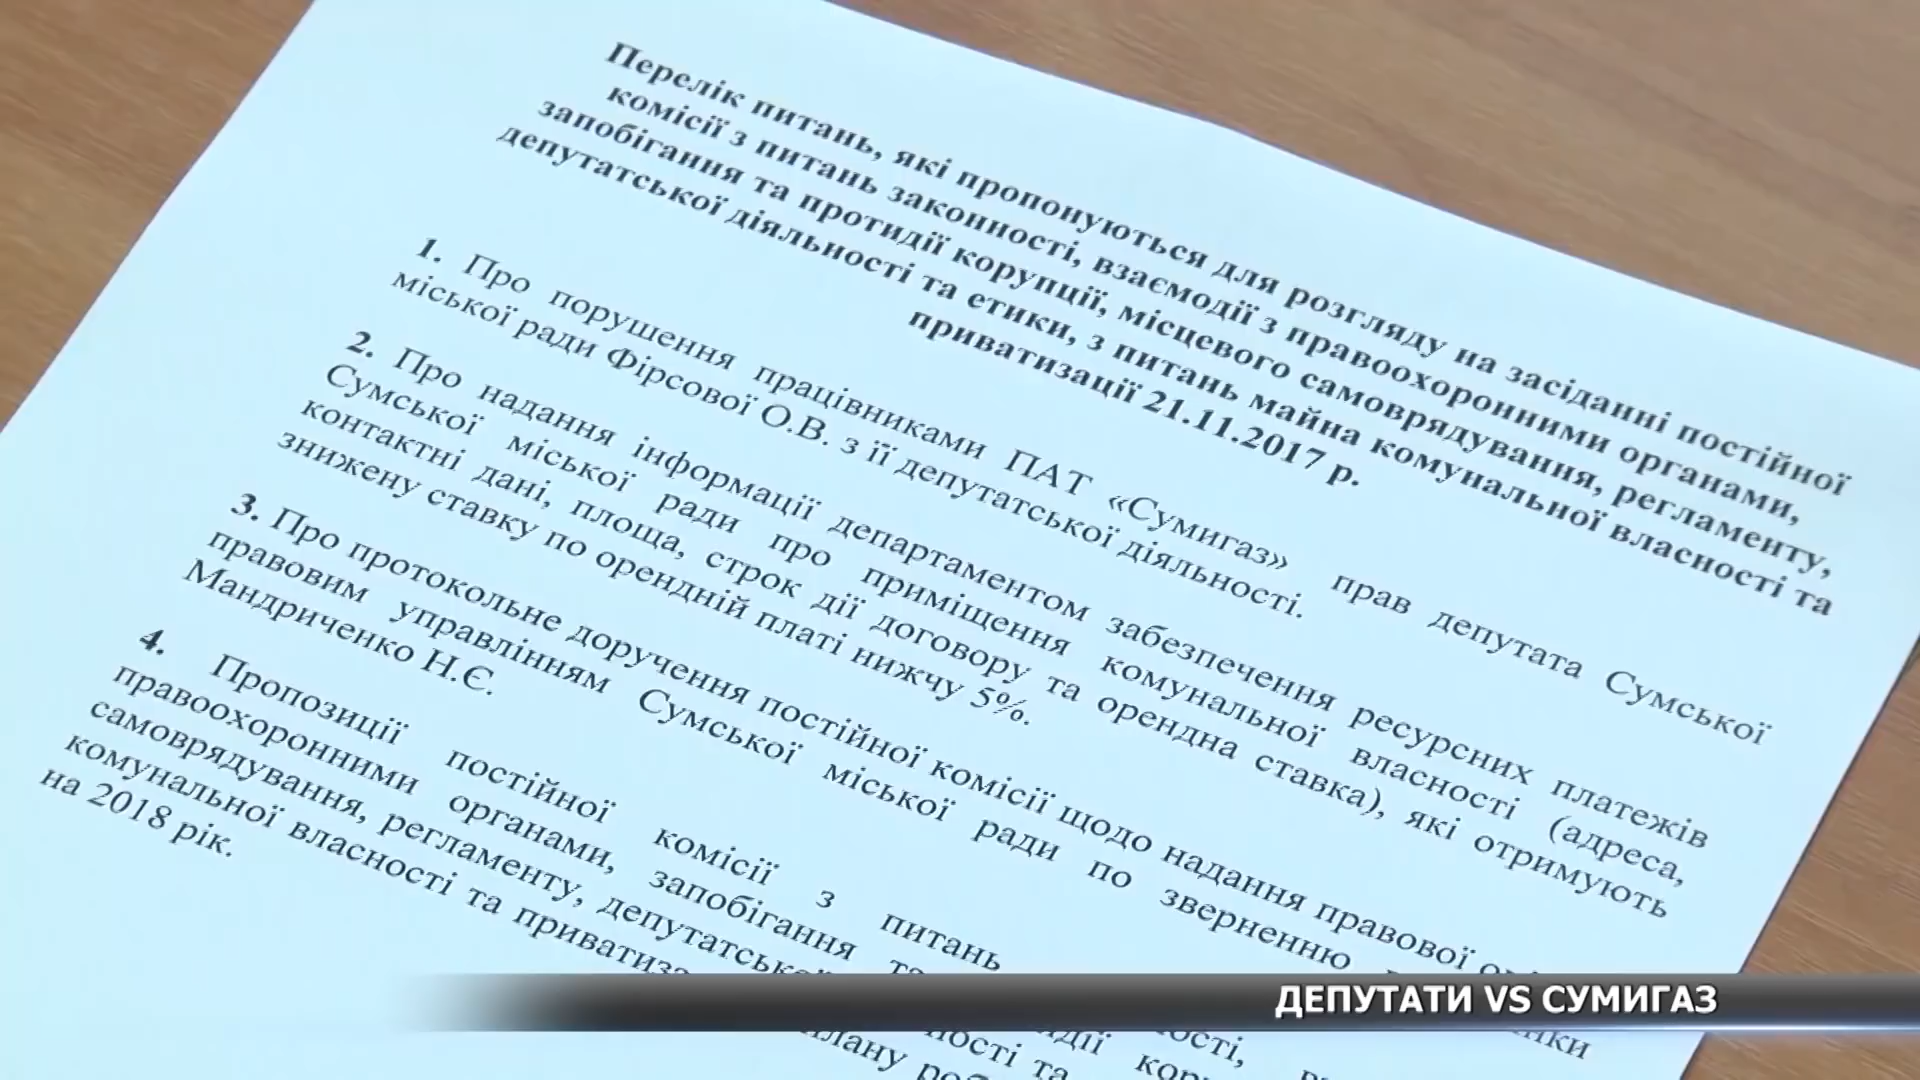 Перелік питань, які пропонуються для розгляду на засіданні постійної
комісії з питань законності, взаємодії з правоохоронними органами,
запобігання та протидії корупції, місцевого самоврядування, регламенту,
депутатської діяльності та етики, з питань майна комунальної власності та
приватизації 21.11.2017 р.
1. Про порушення працівниками ПАТ «Сумигаз» прав депутата Сумської
міської ради Фірсової О.В. з її депутатської діяльності.
2. Про надання інформації департаментом забезпечення ресурсних платежів
Сумської міської ради про приміщення комунальної власності (адреса,
контактні дані, площа, строк дії договору та орендна ставка), які отримують
знижену ставку по орендній платі нижчу 5%.
3. Про протокольне доручення постійної комісії щодо надання правової
правовим управлінням Сумської міської ради по зверненню
Мандриченко Н.Є.
4. Пропозиції постійної комісії з питань
правоохоронними органами, запобігання та
самоврядування, регламенту, депутатської
комунальної власності та
на 2018 рік.
ДЕПУТАТИ VS СУМИГАЗ